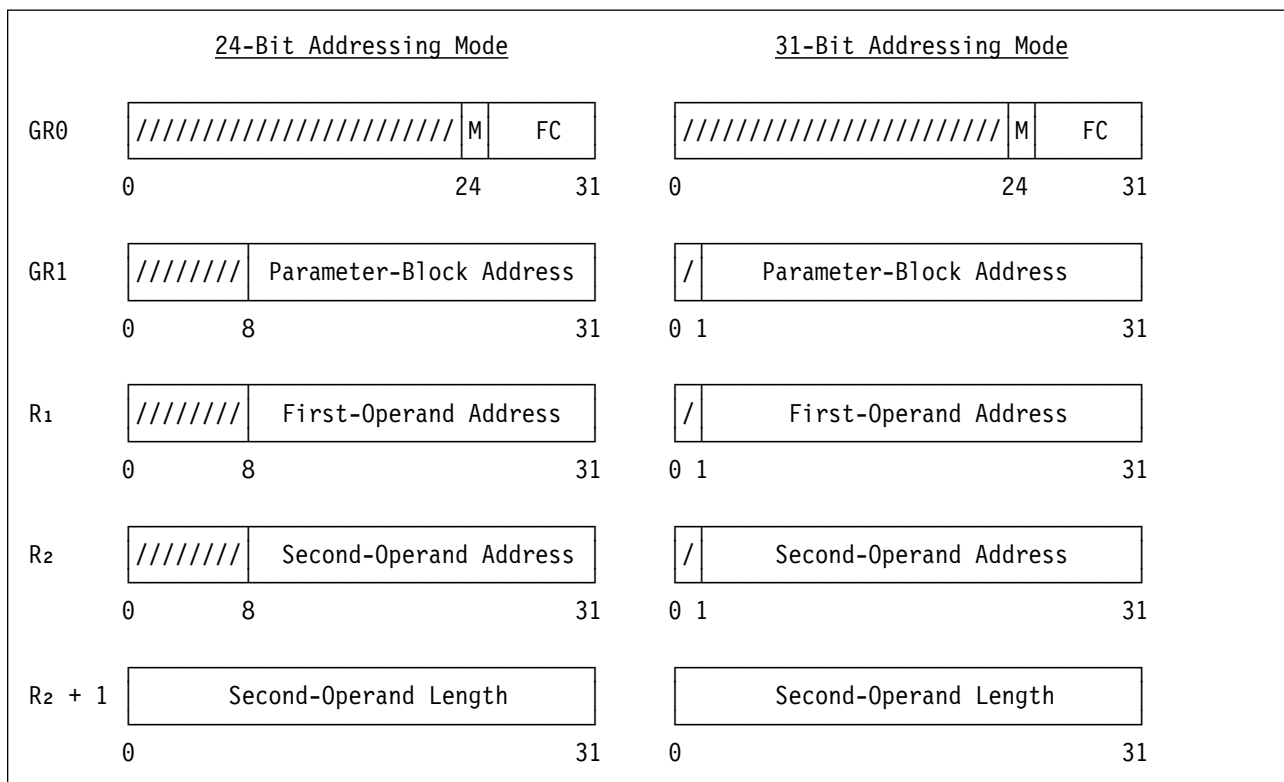 24-Bit Addressing Mode 31-Bit Addressing Mode
GR0 //////////////////////// M FC //////////////////////// M FC
0 24 31 0 24 31
GR1 //////// Parameter-Block Address / Parameter-Block Address
0 8 31 0 1 31
R₁ //////// First-Operand Address / First-Operand Address
0 8 31 0 1 31
R₂ //////// Second-Operand Address / Second-Operand Address
0 8 31 0 1 31
R₂ + 1 Second-Operand Length Second-Operand Length
0 31 0 31